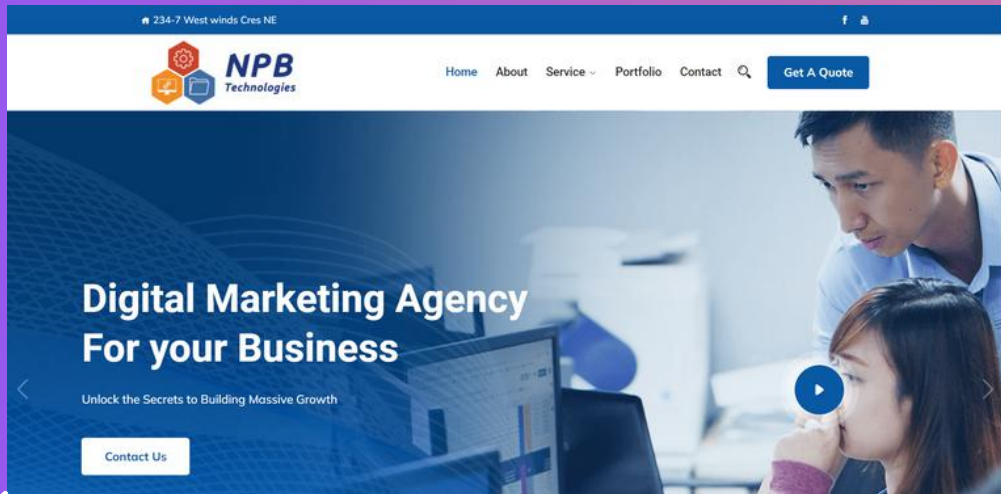 234-7 West winds Cres NE
NPB
Technologies
Home About Service Portfolio Contact Get A Quote
Digital Marketing Agency
For your Business
Unlock the Secrets to Building Massive Growth
Contact Us